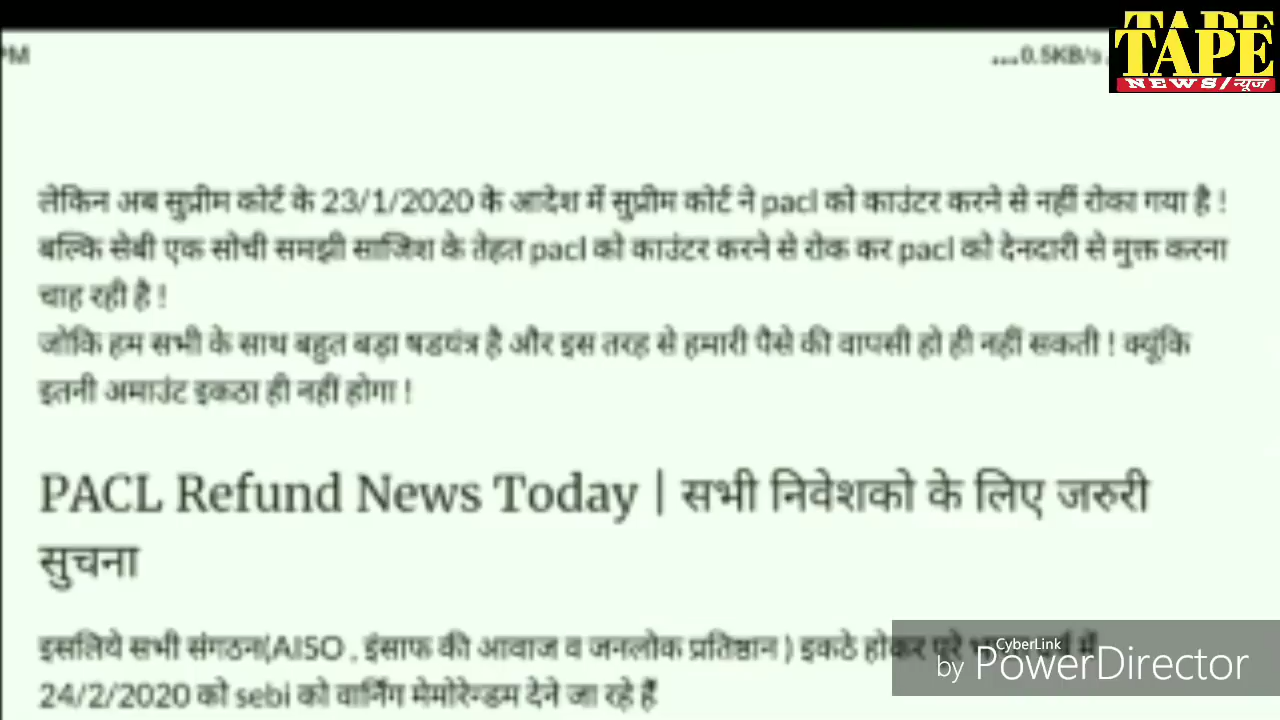 PM
...0.5KB/s
TAPE
NEWS/न्यूज
लेकिन अब सुप्रीम कोर्ट के 23/1/2020 के आदेश में सुप्रीम कोर्ट ने pacl को काउंटर करने से नहीं रोका गया है !
बल्कि सेबी एक सोची समझी साजिश के तेहत pacl को काउंटर करने से रोक कर pacl को देनदारी से मुक्त करना
चाह रही है !
जोकि हम सभी के साथ बहुत बड़ा षडयंत्र है और इस तरह से हमारी पैसे की वापसी हो ही नहीं सकती ! क्यूंकि
इतनी अमाउंट इकठा ही नहीं होगा !
PACL Refund News Today | सभी निवेशको के लिए जरुरी
सुचना
इसलिये सभी संगठन(AISO , इंसाफ की आवाज व जनलोक प्रतिष्ठान ) इकठे होकर पुरे में
24/2/2020 को sebi को वार्निंग मेमोरेन्डम देने जा रहे हैं
CyberLink
by PowerDirector